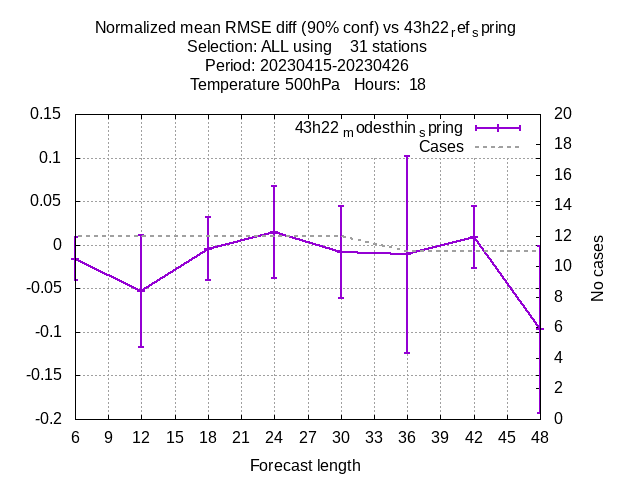 Normalized mean RMSE diff (90% conf) vs 43h22refspring
Selection: ALL using    31 stations
Period: 20230415-20230426
Temperature 500hPa   Hours:  18
43h22modesthinspring
Cases
0.15
0.1
0.05
0
-0.05
-0.1
-0.15
-0.2
20
18
16
14
12
10
8
6
4
2
0
No cases
6 9 12 15 18 21 24 27 30 33 36 39 42 45 48
Forecast length